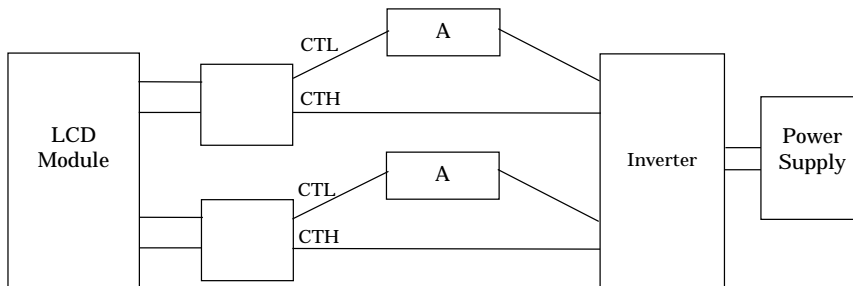 CTL
A
CTH
LCD
Module
Inverter
Power
Supply
CTL
A
CTH